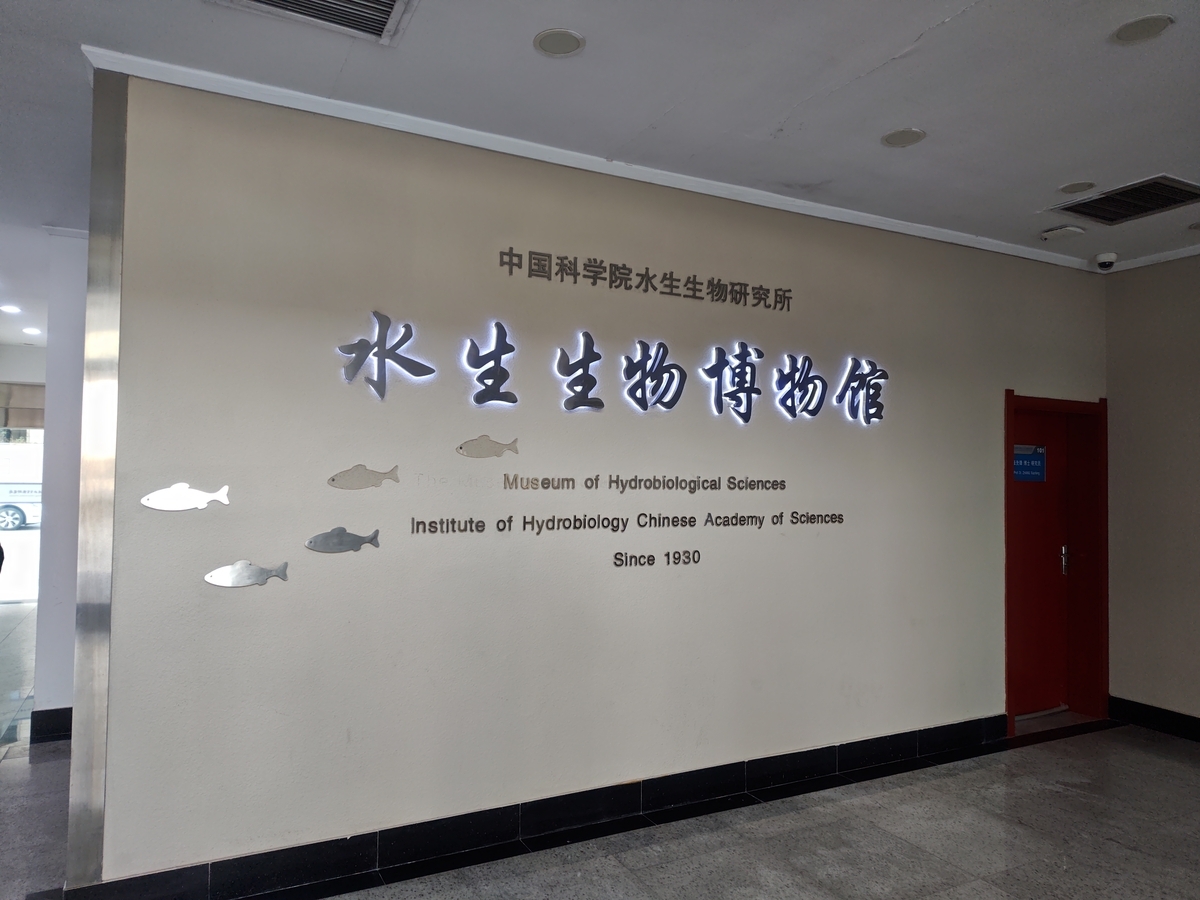 中国科学院水生生物研究所
水生生物博物馆
Museum of Hydrobiological Sciences
Institute of Hydrobiology Chinese Academy of Sciences
Since 1930
101